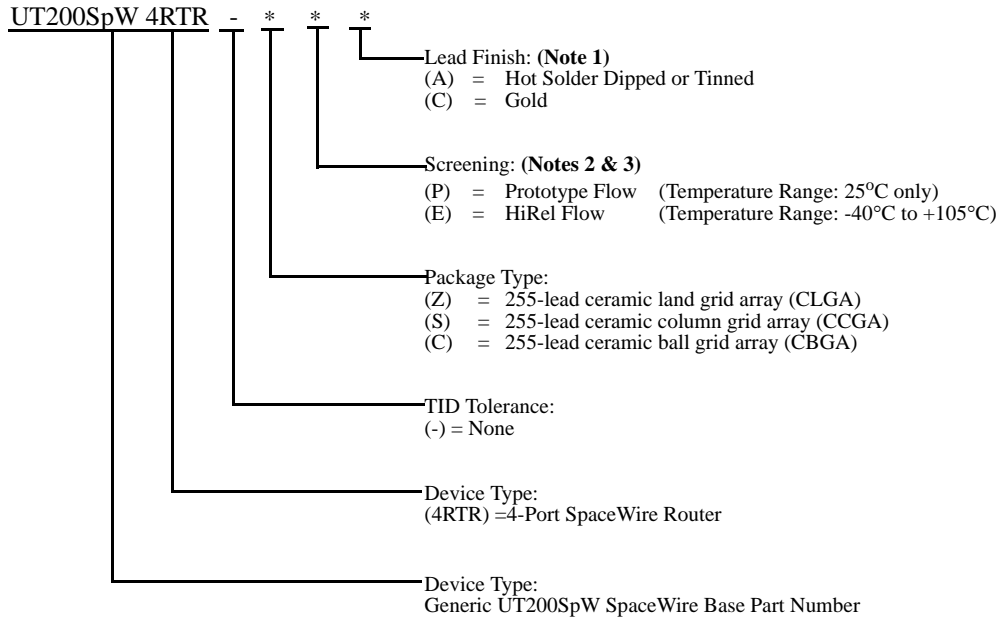 UT200SpW 4RTR - * * *
Lead Finish: (Note 1)
(A) = Hot Solder Dipped or Tinned
(C) = Gold
Screening: (Notes 2 & 3)
(P) = Prototype Flow (Temperature Range: 25°C only)
(E) = HiRel Flow (Temperature Range: -40°C to +105°C)
Package Type:
(Z) = 255-lead ceramic land grid array (CLGA)
(S) = 255-lead ceramic column grid array (CCGA)
(C) = 255-lead ceramic ball grid array (CBGA)
TID Tolerance:
(-) = None
Device Type:
(4RTR) =4-Port SpaceWire Router
Device Type:
Generic UT200SpW SpaceWire Base Part Number